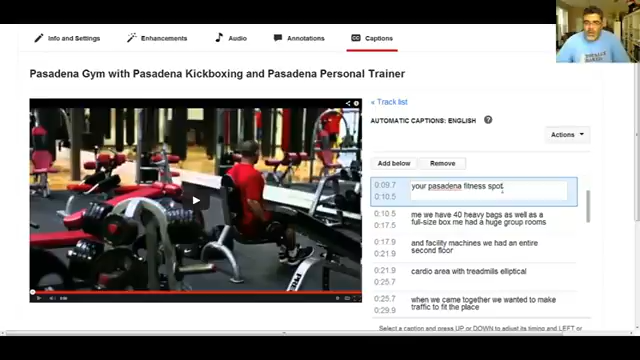 Info and Settings
Enhancements
Audio
Annotations
Captions
Pasadena Gym with Pasadena Kickboxing and Pasadena Personal Trainer
« Track list
AUTOMATIC CAPTIONS: ENGLISH ?
Actions
Add below
Remove
0:09.7
0:10.5
your pasadena fitness spot
0:10.5
0:17.5
me we have 40 heavy bags as well as a
full-size box me had a huge group rooms
0:17.9
0:21.9
and facility machines we had an entire
second floor
0:21.9
0:25.7
cardio area with treadmills elliptical
0:25.7
0:29.9
when we came together we wanted to make
traffic to fit the place
Select a caption and press UP or DOWN to adjust its timing and LEFT or